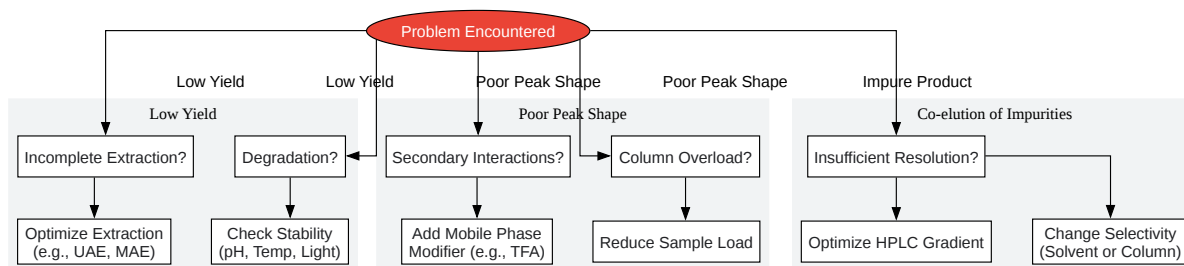 Problem Encountered
Low Yield
Low Yield
Poor Peak Shape
Poor Peak Shape
Impure Product
Low Yield
Poor Peak Shape
Co-elution of Impurities
Incomplete Extraction?
Degradation?
Secondary Interactions?
Column Overload?
Insufficient Resolution?
Optimize Extraction
(e.g., UAE, MAE)
Check Stability
(pH, Temp, Light)
Add Mobile Phase
Modifier (e.g., TFA)
Reduce Sample Load
Optimize HPLC Gradient
Change Selectivity
(Solvent or Column)